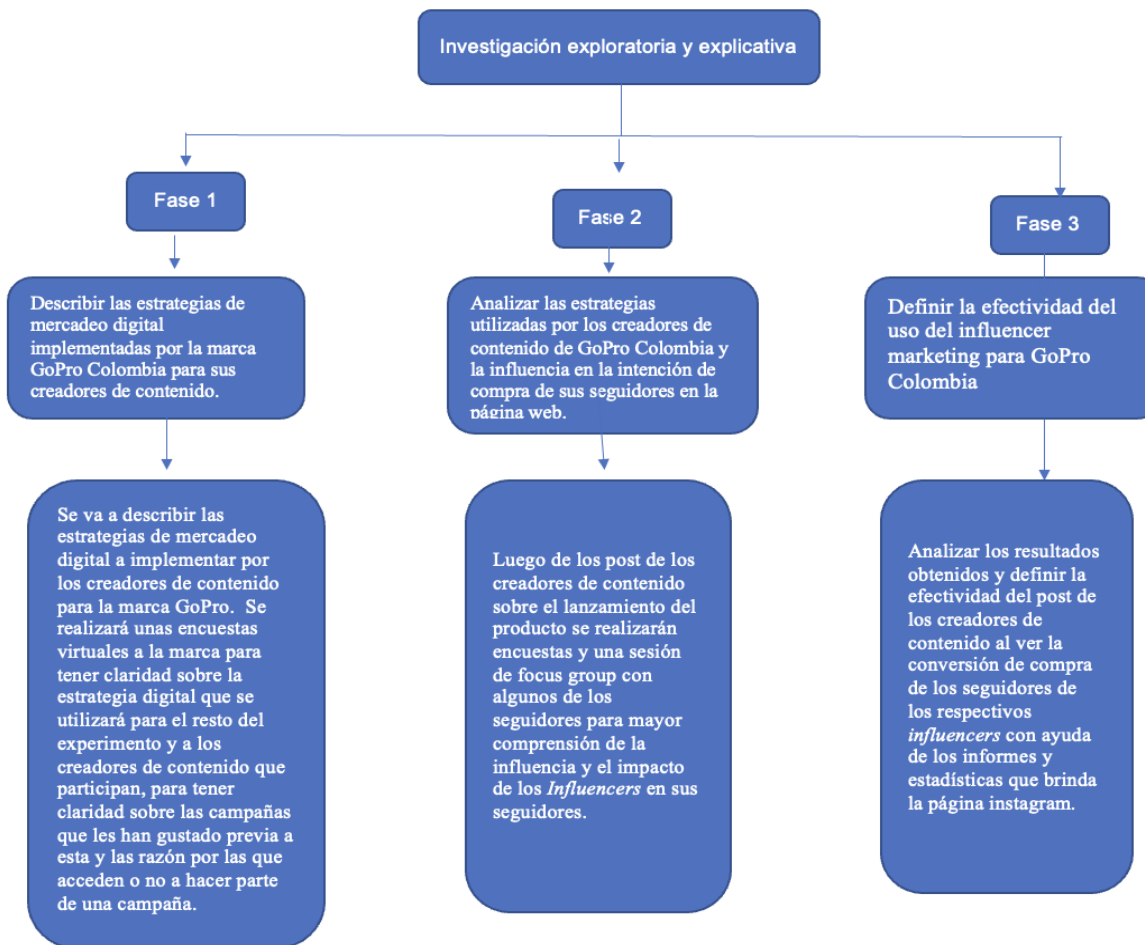 Investigación exploratoria y explicativa
Fase 1
Describir las estrategias de
mercadeo digital
implementadas por la marca
GoPro Colombia para sus
creadores de contenido.
Se va a describir las
estrategias de mercadeo
digital a implementar por
los creadores de contenido
para la marca GoPro.  Se
realizará unas encuestas
virtuales a la marca para
tener claridad sobre la
estrategia digital que se
utilizará para el resto del
experimento y a los
creadores de contenido que
participan, para tener
claridad sobre las campañas
que les han gustado previa a
esta y las razón por las que
acceden o no a hacer parte
de una campaña.
Fase 2
Analizar las estrategias
utilizadas por los creadores de
contenido de GoPro Colombia y
la influencia en la intención de
compra de sus seguidores en la
página web.
Luego de los post de los
creadores de contenido
sobre el lanzamiento del
producto se realizarán
encuestas y una sesión
de focus group con
algunos de los
seguidores para mayor
comprensión de la
influencia y el impacto
de los Influencers en sus
seguidores.
Fase 3
Definir la efectividad del
uso del influencer
marketing para GoPro
Colombia
Analizar los resultados
obtenidos y definir la
efectividad del post de
los creadores de
contenido al ver la
conversión de compra
de los seguidores de
los respectivos
influencers con ayuda
de los informes y
estadísticas que brinda
la página instagram.